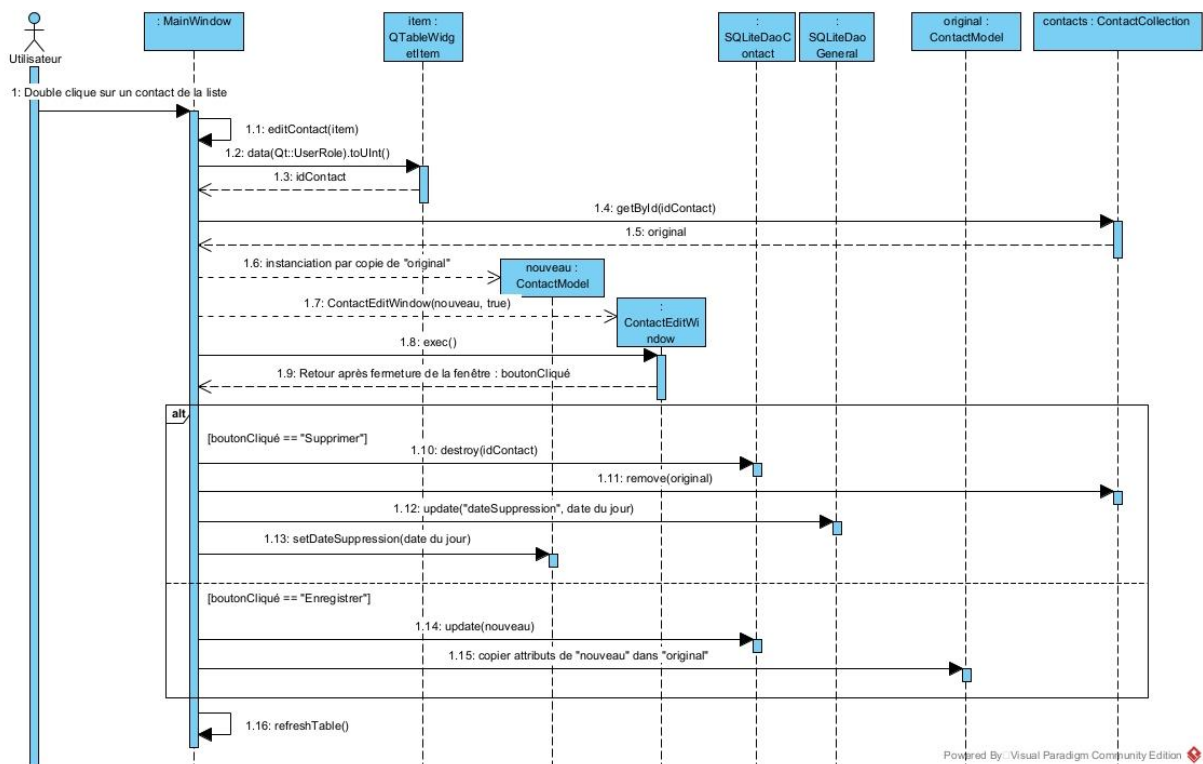 : MainWindow
item :
QTableWidg
etItem
:
SQLiteDaoC
ontact
:
SQLiteDao
General
original :
ContactModel
contacts : ContactCollection
Utilisateur
1: Double clique sur un contact de la liste
1.1: editContact(item)
1.2: data(Qt::UserRole).toUInt()
1.3: idContact
1.4: getById(idContact)
1.5: original
1.6: instanciation par copie de "original"
nouveau :
ContactModel
1.7: ContactEditWindow(nouveau, true)
:
ContactEditWi
ndow
1.8: exec()
1.9: Retour après fermeture de la fenêtre : boutonCliqué
alt
[boutonCliqué == "Supprimer"]
1.10: destroy(idContact)
1.11: remove(original)
1.12: update("dateSuppression", date du jour)
1.13: setDateSuppression(date du jour)
[boutonCliqué == "Enregistrer"]
1.14: update(nouveau)
1.15: copier attributs de "nouveau" dans "original"
1.16: refreshTable()
Powered By Visual Paradigm Community Edition